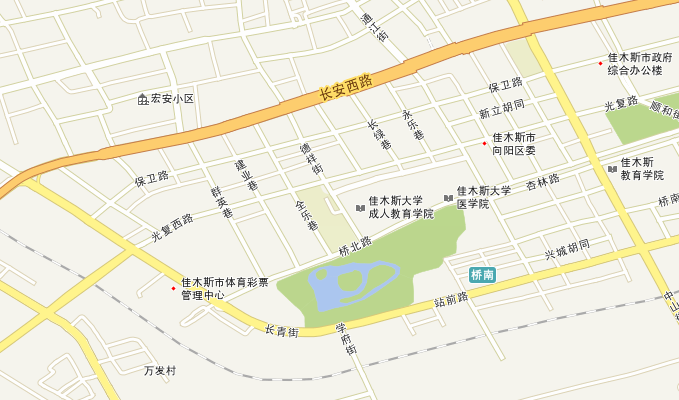 通江街
佳木斯市政府
综合办公楼
长安西路
保卫路
宏安小区
光复路
顺和街
新立胡同
永乐巷
长绿巷
佳木斯市
向阳区委
德祥街
佳木斯
教育学院
建业巷
保卫路
杏林路
群英巷
佳木斯大学
医学院
佳木斯大学
成人教育学院
全乐巷
桥南
光复西路
桥北路
兴城胡同
桥南
佳木斯市体育彩票
管理中心
站前路
中山
长青街
学府街
万发村